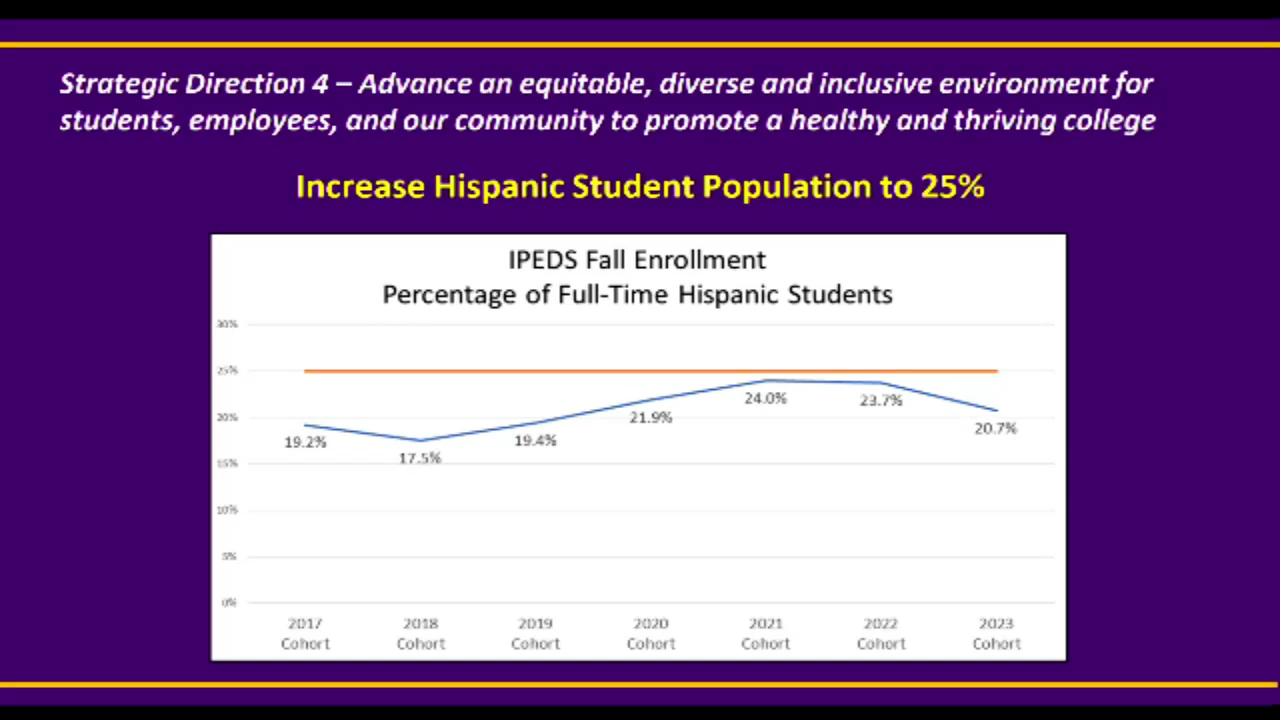 Strategic Direction 4 – Advance an equitable, diverse and inclusive environment for
students, employees, and our community to promote a healthy and thriving college
Increase Hispanic Student Population to 25%
IPEDS Fall Enrollment
Percentage of Full-Time Hispanic Students
30%
25%
20%
15%
10%
5%
0%
19.2%
17.5%
19.4%
21.9%
24.0%
23.7%
20.7%
2017 Cohort
2018 Cohort
2019 Cohort
2020 Cohort
2021 Cohort
2022 Cohort
2023 Cohort